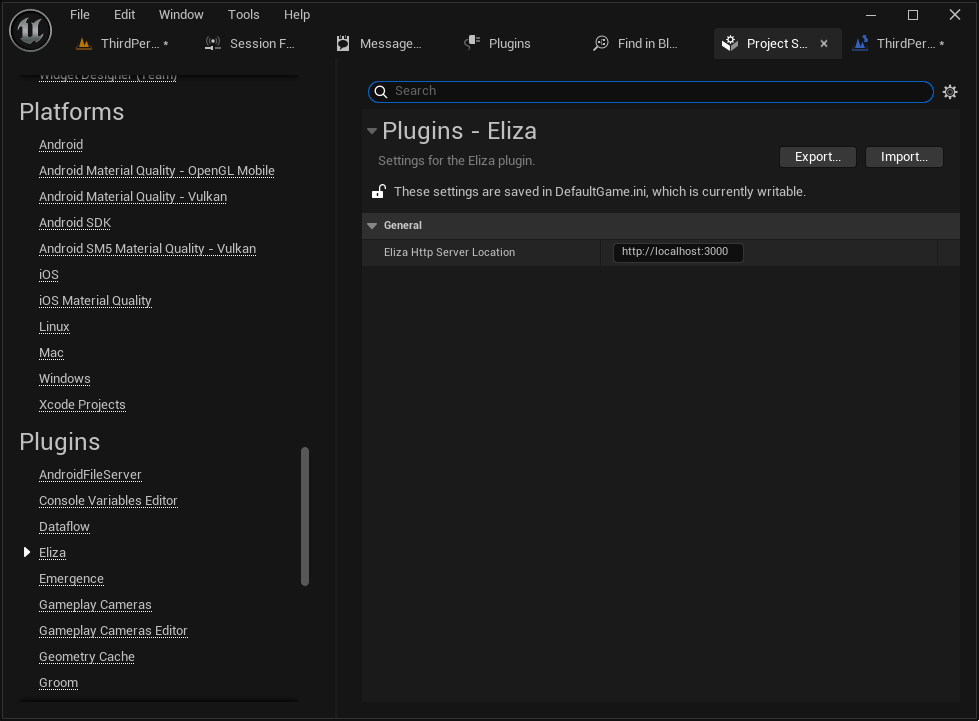 File Edit Window Tools Help
ThirdPer... * Session F... Message... Plugins Find in Bl... Project S... ThirdPer... *
Widget Designer (Team)
Platforms
Android
Android Material Quality - OpenGL Mobile
Android Material Quality - Vulkan
Android SDK
Android SM5 Material Quality - Vulkan
iOS
iOS Material Quality
Linux
Mac
Windows
Xcode Projects
Plugins
AndroidFileServer
Console Variables Editor
Dataflow
Eliza
Emergence
Gameplay Cameras
Gameplay Cameras Editor
Geometry Cache
Groom
Search
Plugins - Eliza
Settings for the Eliza plugin.
Export... Import...
These settings are saved in DefaultGame.ini, which is currently writable.
General
Eliza Http Server Location http://localhost:3000